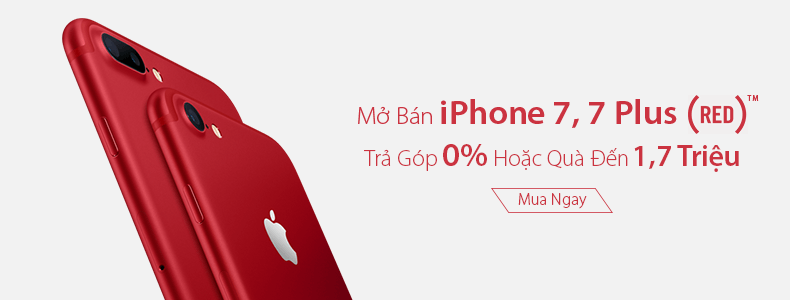 Mở Bán iPhone 7, 7 Plus (RED)™
Trả Góp 0% Hoặc Quà Đến 1,7 Triệu
Mua Ngay